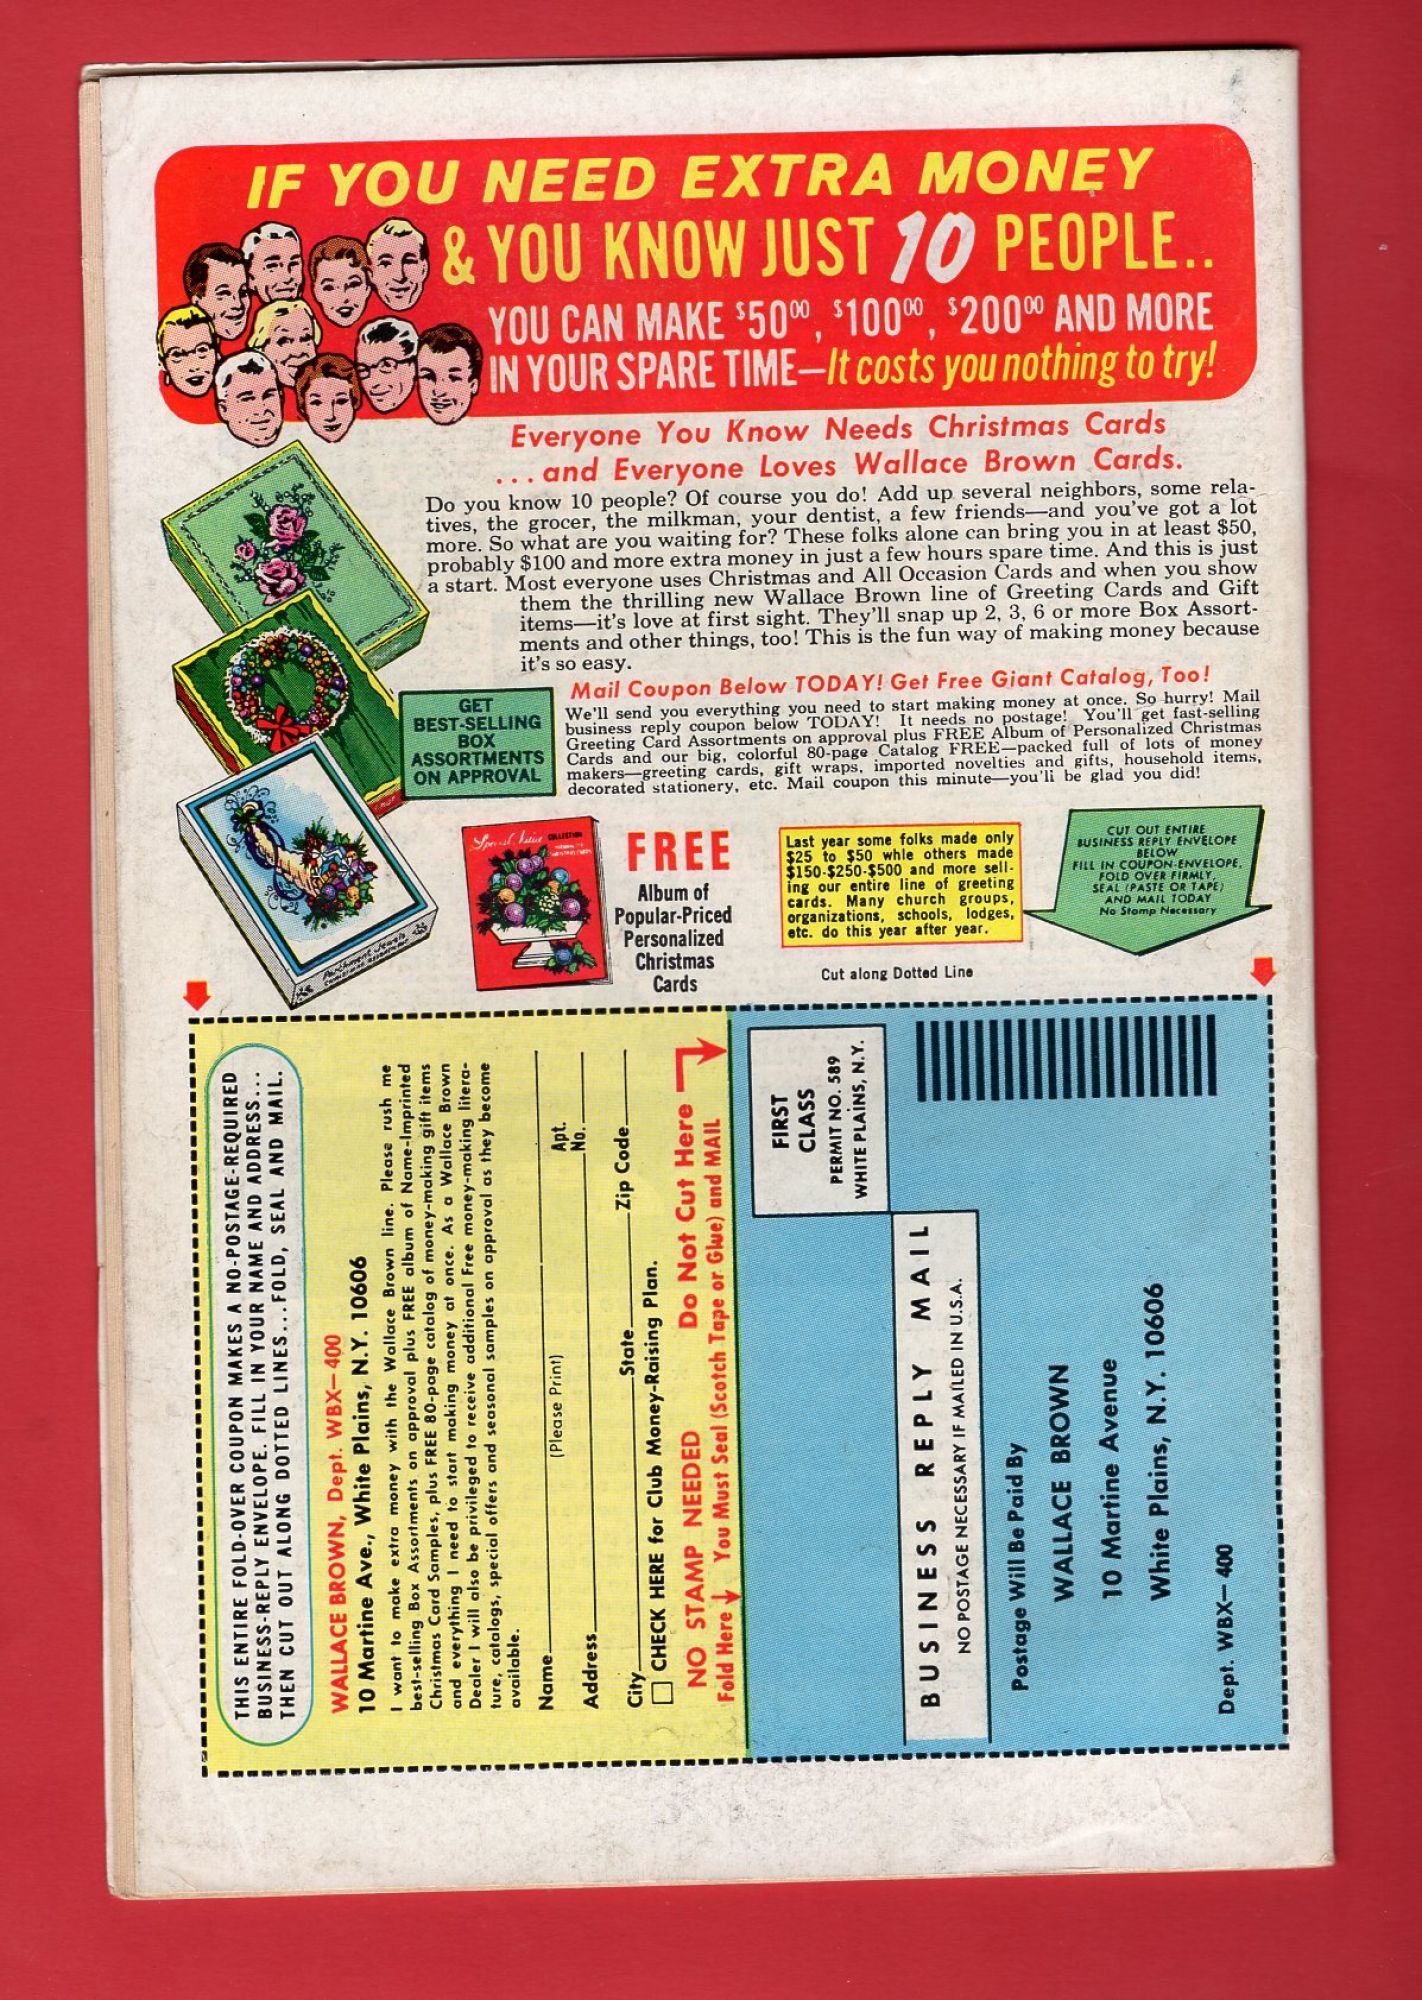 IF YOU NEED EXTRA MONEY
& YOU KNOW JUST 10 PEOPLE..
YOU CAN MAKE $50⁰⁰, $100⁰⁰, $200⁰⁰ AND MORE
IN YOUR SPARE TIME—It costs you nothing to try!
Everyone You Know Needs Christmas Cards
...and Everyone Loves Wallace Brown Cards.
Do you know 10 people? Of course you do! Add up several neighbors, some rela-
tives, the grocer, the milkman, your dentist, a few friends—and you've got a lot
more. So what are you waiting for? These folks alone can bring you in at least $50,
probably $100 and more extra money in just a few hours spare time. And this is just
a start. Most everyone uses Christmas and All Occasion Cards and when you show
them the thrilling new Wallace Brown line of Greeting Cards and Gift
items—it's love at first sight. They'll snap up 2, 3, 6 or more Box Assort-
ments and other things, too! This is the fun way of making money because
it's so easy.
Mail Coupon Below TODAY! Get Free Giant Catalog, Too!
We'll send you everything you need to start making money at once. So hurry! Mail
business reply coupon below TODAY! It needs no postage! You'll get fast-selling
Greeting Card Assortments on approval plus FREE Album of Personalized Christmas
Cards and our big, colorful 80-page Catalog FREE—packed full of lots of money
makers—greeting cards, gift wraps, imported novelties and gifts, household items,
decorated stationery, etc. Mail coupon this minute—you'll be glad you did!
GET
BEST-SELLING
BOX
ASSORTMENTS
ON APPROVAL
COLLECTION
FREE
Album of
Popular-Priced
Personalized
Christmas
Cards
Last year some folks made only
$25 to $50 whle others made
$150-$250-$500 and more sell-
ing our entire line of greeting
cards. Many church groups,
organizations, schools, lodges,
etc. do this year after year.
CUT OUT ENTIRE
BUSINESS REPLY ENVELOPE
BELOW
FILL IN COUPON-ENVELOPE,
FOLD OVER FIRMLY,
SEAL (PASTE OR TAPE)
AND MAIL TODAY
No Stamp Necessary
Cut along Dotted Line
THIS ENTIRE FOLD-OVER COUPON MAKES A NO-POSTAGE-REQUIRED
BUSINESS-REPLY ENVELOPE. FILL IN YOUR NAME AND ADDRESS...
THEN CUT OUT ALONG DOTTED LINES...FOLD, SEAL AND MAIL.
WALLACE BROWN, Dept. WBX—400
10 Martine Ave., White Plains, N.Y. 10606
I want to make extra money with the Wallace Brown line. Please rush me
best-selling Box Assortments on approval plus FREE album of Name-Imprinted
Christmas Card Samples, plus FREE 80-page catalog of money-making gift items
and everything I need to start making money at once. As a Wallace Brown
Dealer I will also be privileged to receive additional Free money-making litera-
ture, catalogs, special offers and seasonal samples on approval as they become
available.
Name
(Please Print)
Apt.
Address No.
City State Zip Code
CHECK HERE for Club Money-Raising Plan.
NO STAMP NEEDED Do Not Cut Here
Fold Here You Must Seal (Scotch Tape or Glue) and MAIL
FIRST
CLASS
PERMIT NO. 589
WHITE PLAINS, N.Y.
BUSINESS REPLY MAIL
NO POSTAGE NECESSARY IF MAILED IN U.S.A.
Postage Will Be Paid By
WALLACE BROWN
10 Martine Avenue
White Plains, N.Y. 10606
Dept. WBX—400